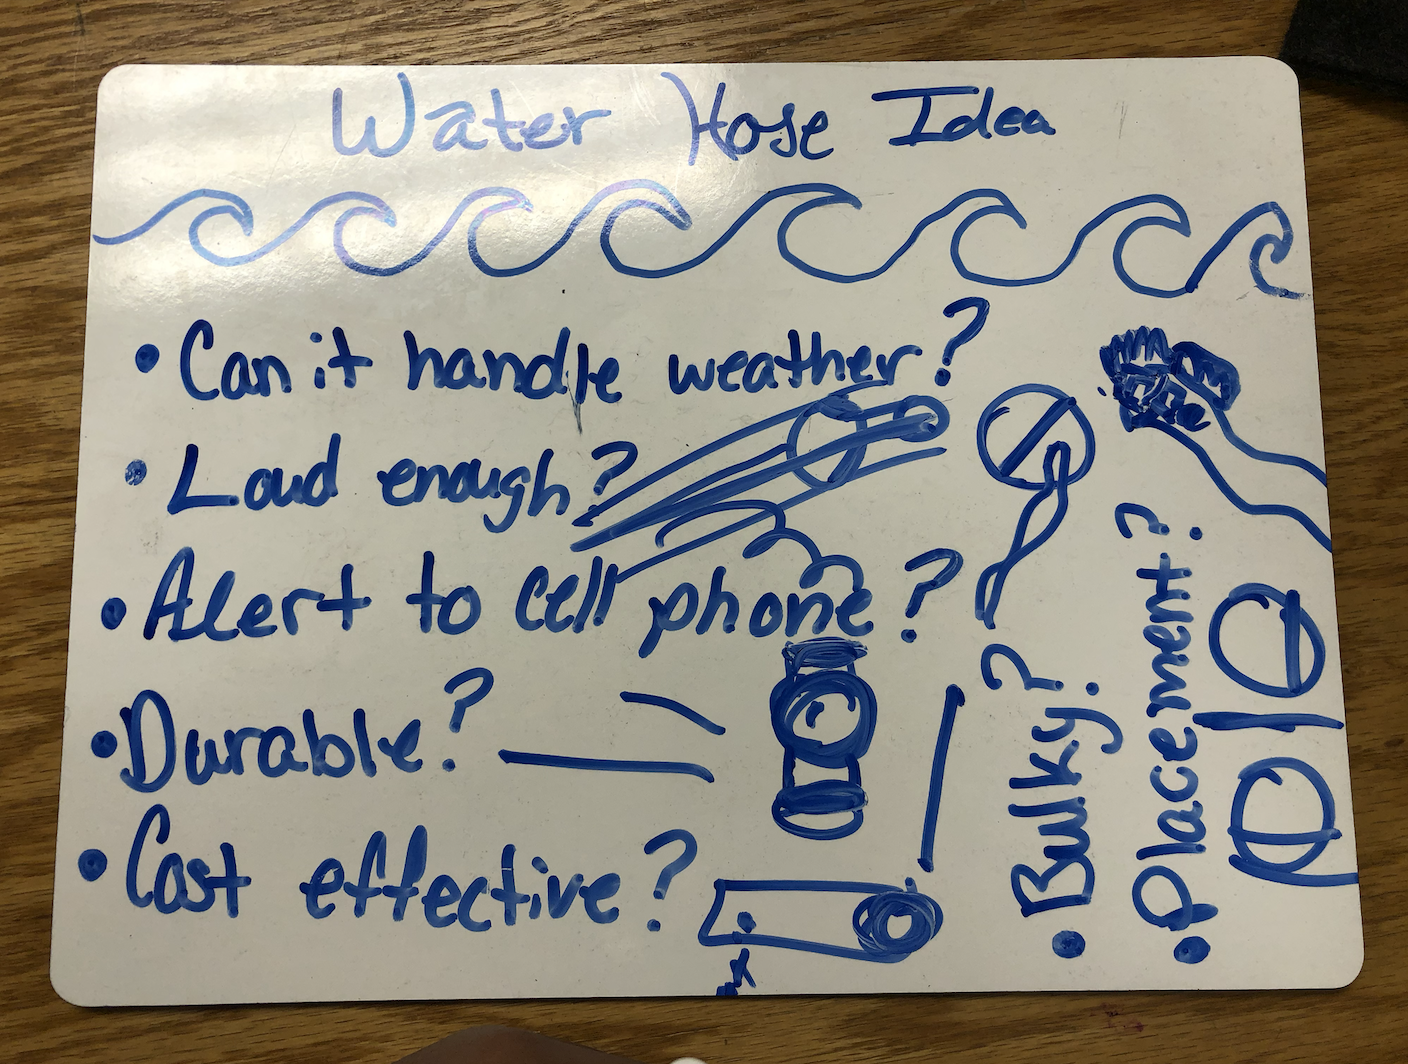 Water Hose Idea
• Can it handle weather?
• Loud enough?
• Alert to cell phone?
• Durable?
• Cost effective?
• Bulky?
• Placement?